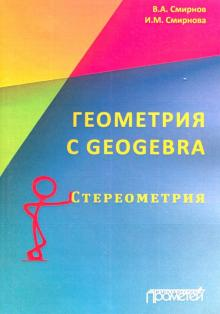 В.А. Смирнов
И.М. Смирнова
ГЕОМЕТРИЯ
С GEOGEBRA
СТЕРЕОМЕТРИЯ
Прометей